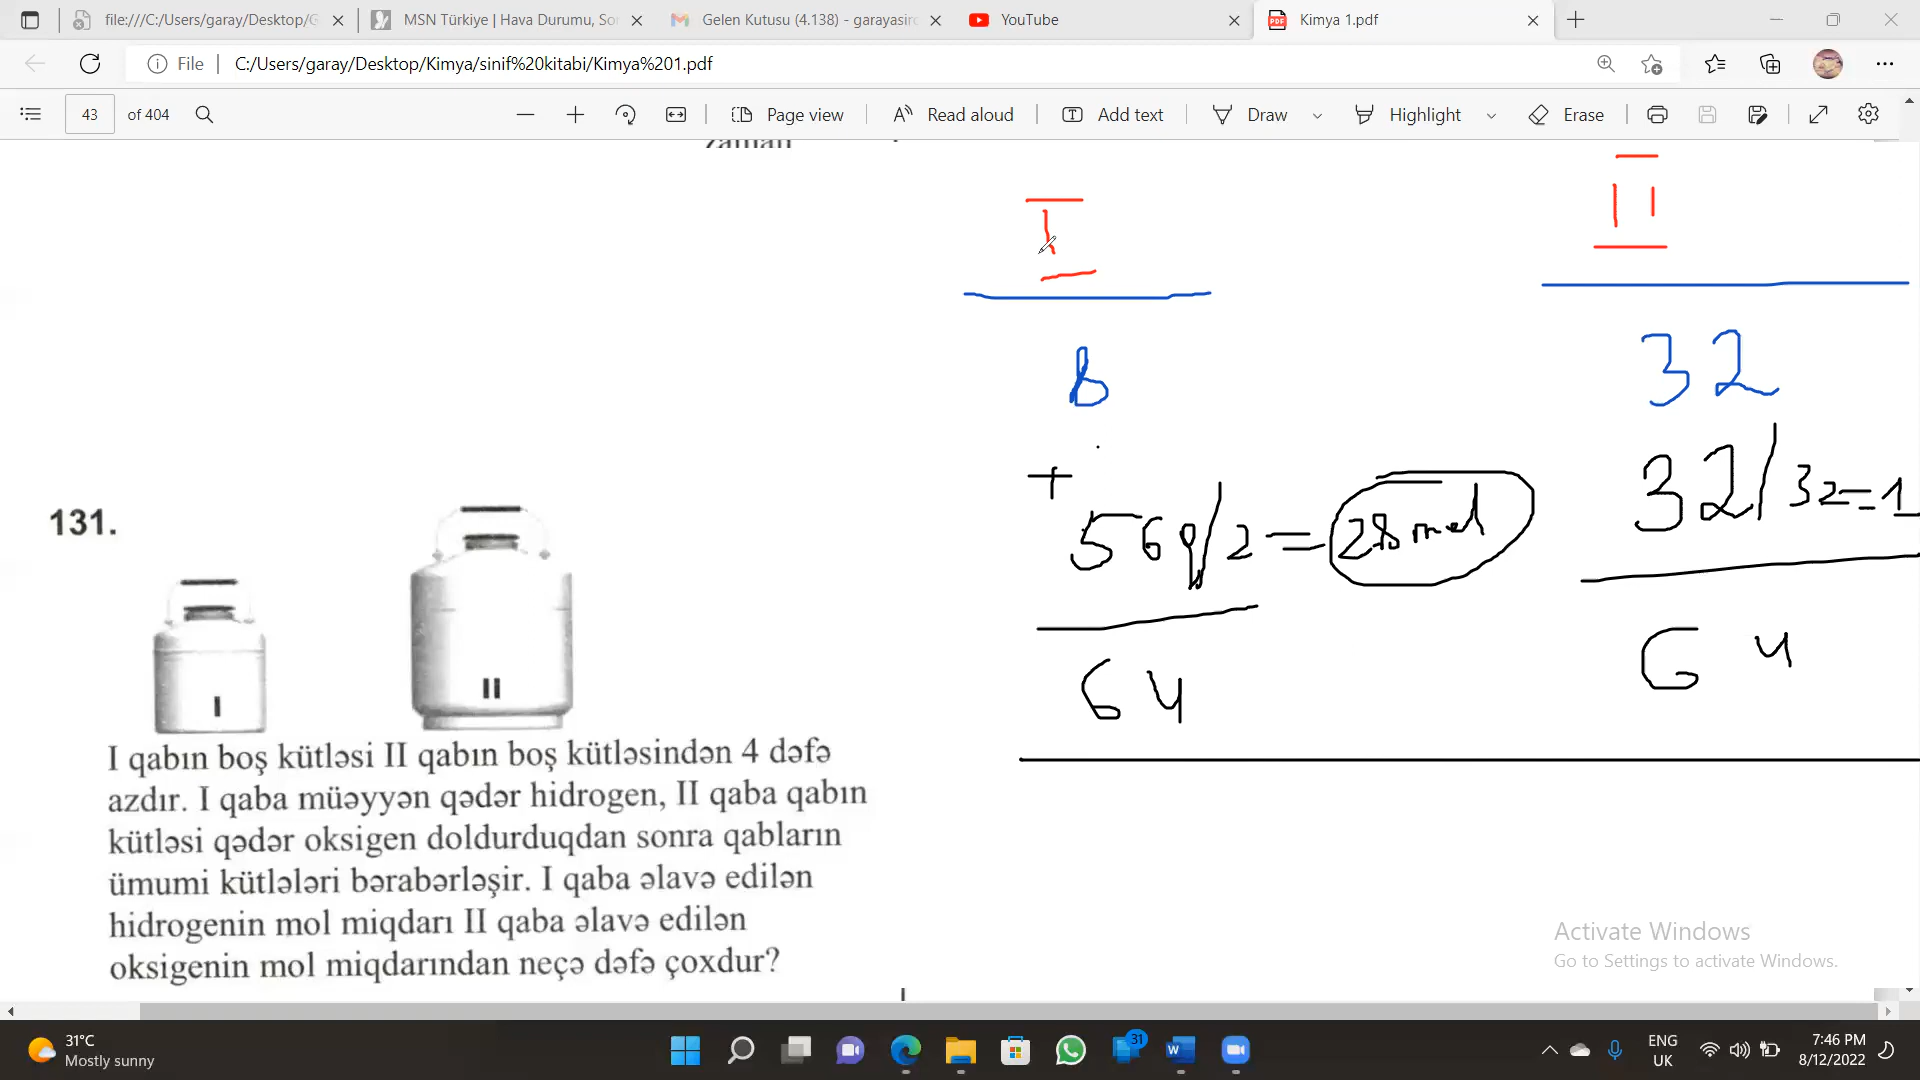 file:///C:/Users/garay/Desktop/G
MSN Türkiye | Hava Durumu, So
Gelen Kutusu (4.138) - garayasiro
YouTube
Kimya 1.pdf
File
C:/Users/garay/Desktop/Kimya/sinif%20kitabi/Kimya%201.pdf
43
of 404
Page view
Read aloud
Add text
Draw
Highlight
Erase
zaman
I
II
8
32
+
56q/2=28 mol
32/32=1
64
64
131.
I
II
I qabın boş kütləsi II qabın boş kütləsindən 4 dəfə
azdır. I qaba müəyyən qədər hidrogen, II qaba qabın
kütləsi qədər oksigen doldurduqdan sonra qabların
ümumi kütlələri bərabərləşir. I qaba əlavə edilən
hidrogenin mol miqdarı II qaba əlavə edilən
oksigenin mol miqdarından neçə dəfə çoxdur?
Activate Windows
Go to Settings to activate Windows.
31°C
Mostly sunny
31
ENG
UK
7:46 PM
8/12/2022